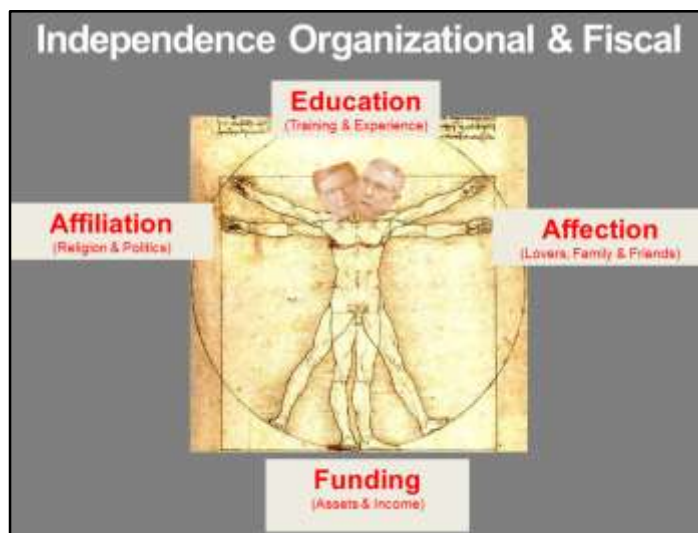 Independence Organizational & Fiscal
Education
(Training & Experience)
Affiliation
(Religion & Politics)
Affection
(Lovers, Family & Friends)
Funding
(Assets & Income)